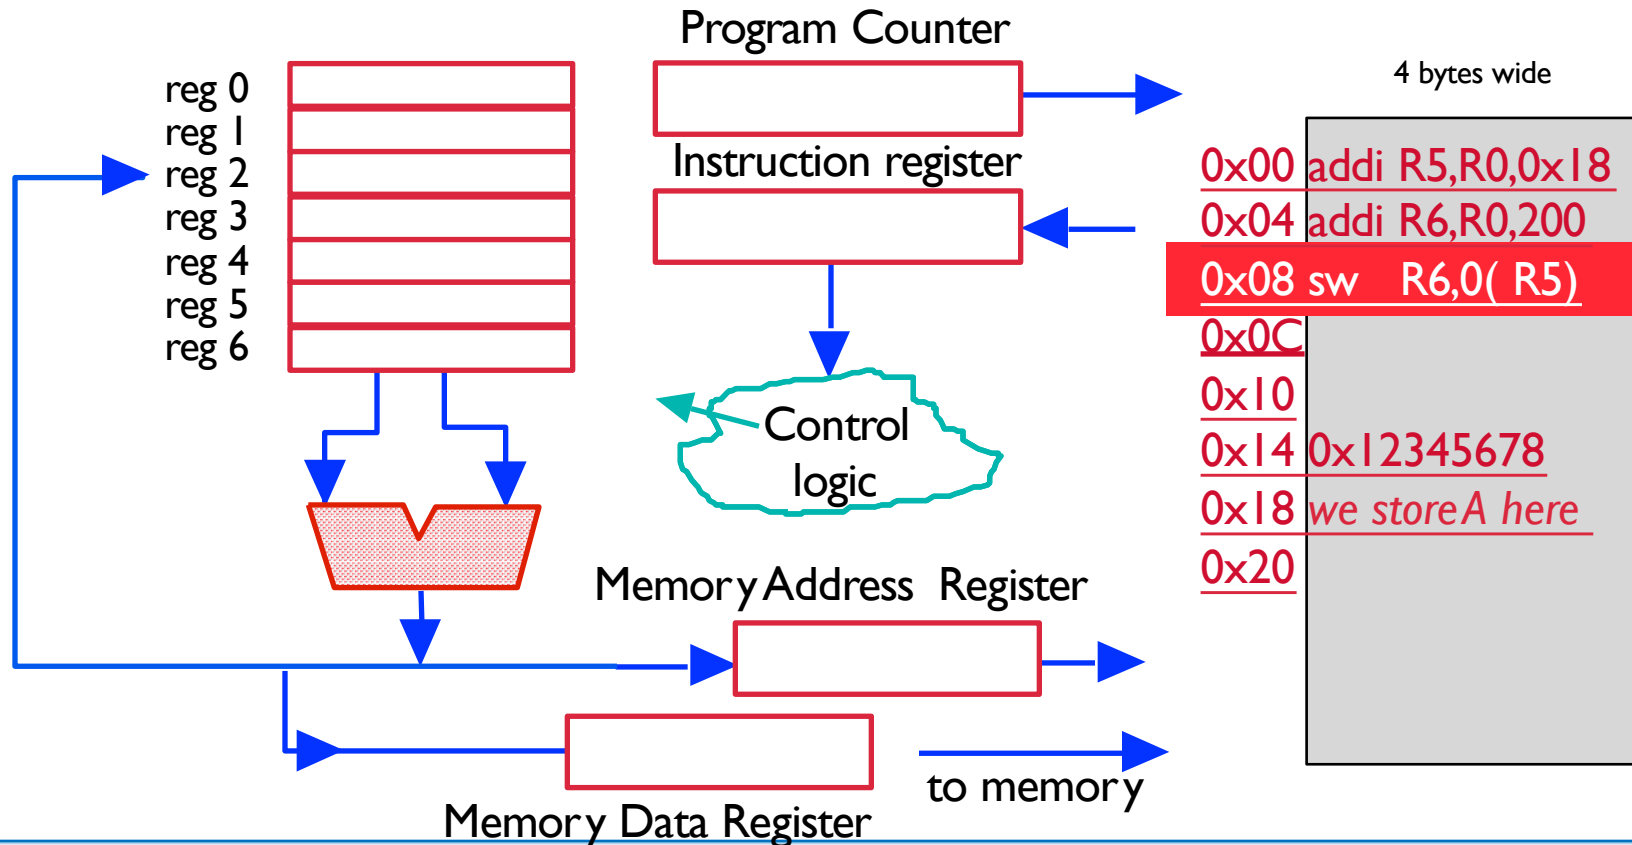 Program Counter
4 bytes wide
reg 0
reg 1
reg 2
reg 3
reg 4
reg 5
reg 6
Instruction register
0x00 addi R5,R0,0x18
0x04 addi R6,R0,200
0x08 sw R6,0( R5)
0x0C
0x10
0x14 0x12345678
0x18 we store A here
0x20
Control
logic
Memory Address Register
to memory
Memory Data Register